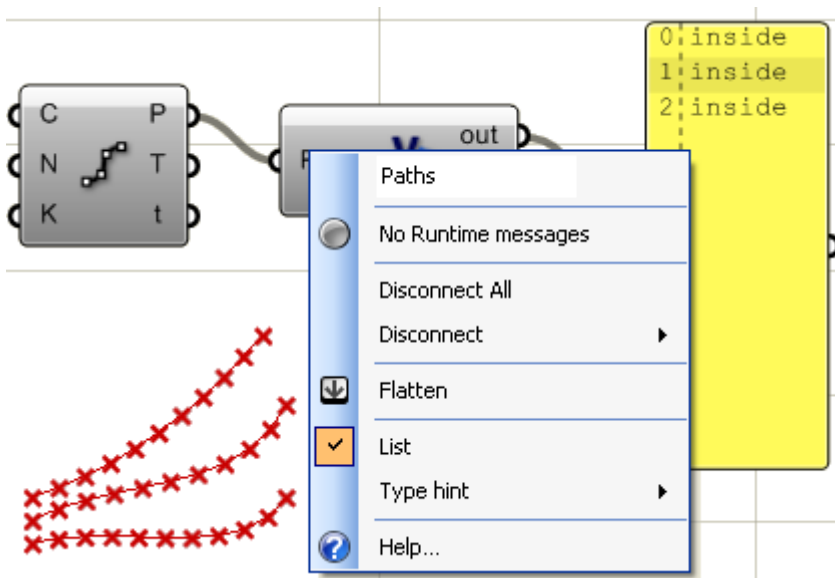 0 inside
1 inside
2 inside
C P
N T
K t
out
Paths
No Runtime messages
Disconnect All
Disconnect
Flatten
List
Type hint
Help...